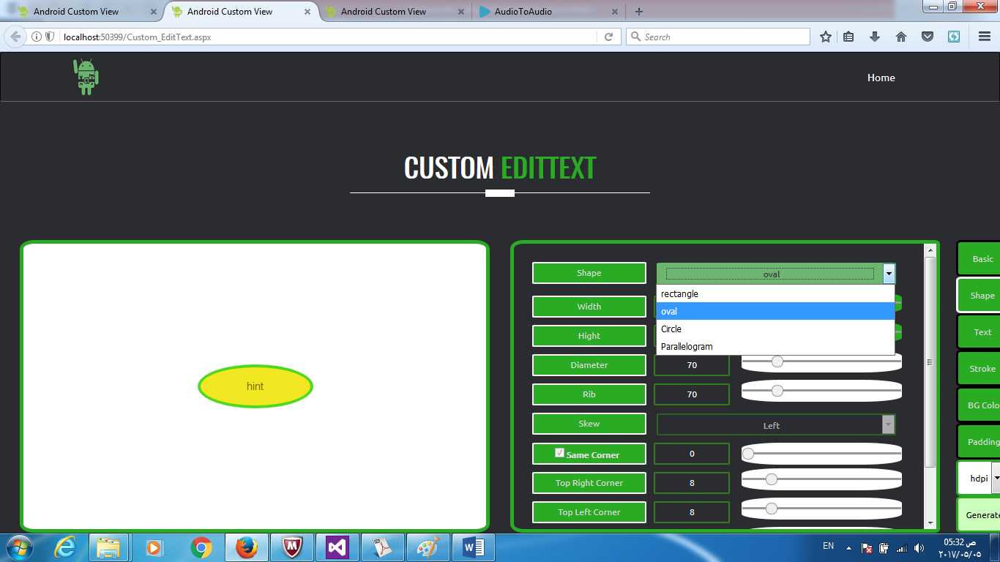 Android Custom View
Android Custom View
Android Custom View
AudioToAudio
localhost:50399/Custom_EditText.aspx
Search
Home
CUSTOM EDITTEXT
hint
Shape
oval
rectangle
oval
Circle
Parallelogram
Width
Hight
Diameter
70
Rib
70
Skew
Left
Same Corner
0
Top Right Corner
8
Top Left Corner
8
Basic
Shape
Text
Stroke
BG Colo
Padding
hdpi
Generate
EN
05:32 ص
٢٠١٧/٠٥/٠٥